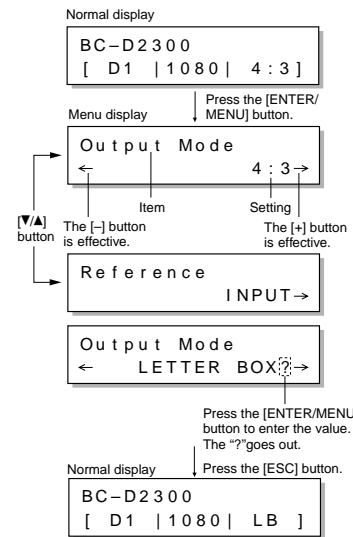 Normal display
BC–D2300
[ D1 |1080| 4:3]
Press the [ENTER/
MENU] button.
Menu display
Output Mode
← 4:3→
Item
Setting
[▼/▲]
button
The [–] button
is effective.
The [+] button
is effective.
Reference
INPUT→
Output Mode
← LETTER BOX?→
Press the [ENTER/MENU
button to enter the value.
The “?”goes out.
Normal display
Press the [ESC] button.
BC–D2300
[ D1 |1080| LB ]